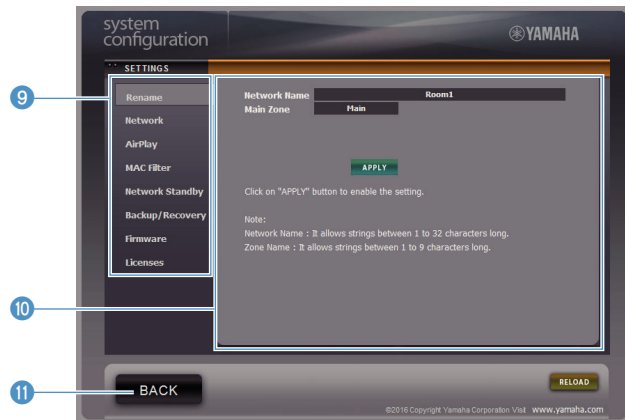 system
configuration
YAMAHA
SETTINGS
9
Rename
Network
AirPlay
MAC Filter
Network Standby
Backup/Recovery
Firmware
Licenses
Network Name Room1
Main Zone Main
APPLY
Click on "APPLY" button to enable the setting.
Note:
Network Name : It allows strings between 1 to 32 characters long.
Zone Name : It allows strings between 1 to 9 characters long.
10
11
BACK
RELOAD
©2016 Copyright Yamaha Corporation Visit www.yamaha.com